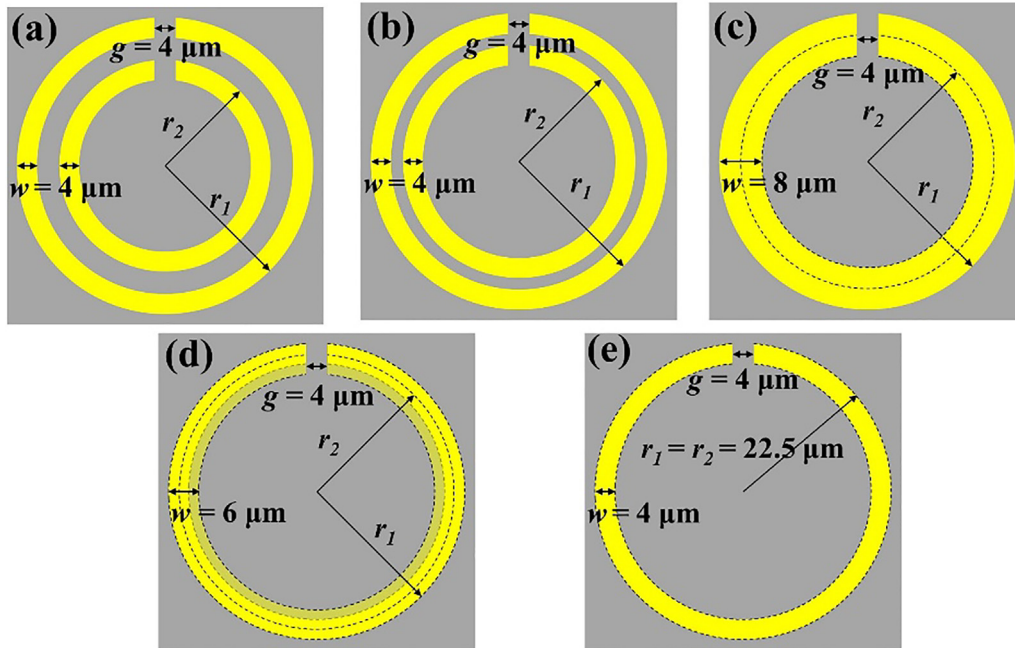 (a)
g = 4 μm
r2
w = 4 μm
r1
(b)
g = 4 μm
r2
w = 4 μm
r1
(c)
g = 4 μm
r2
w = 8 μm
r1
(d)
g = 4 μm
r2
w = 6 μm
r1
(e)
g = 4 μm
r1 = r2 = 22.5 μm
w = 4 μm